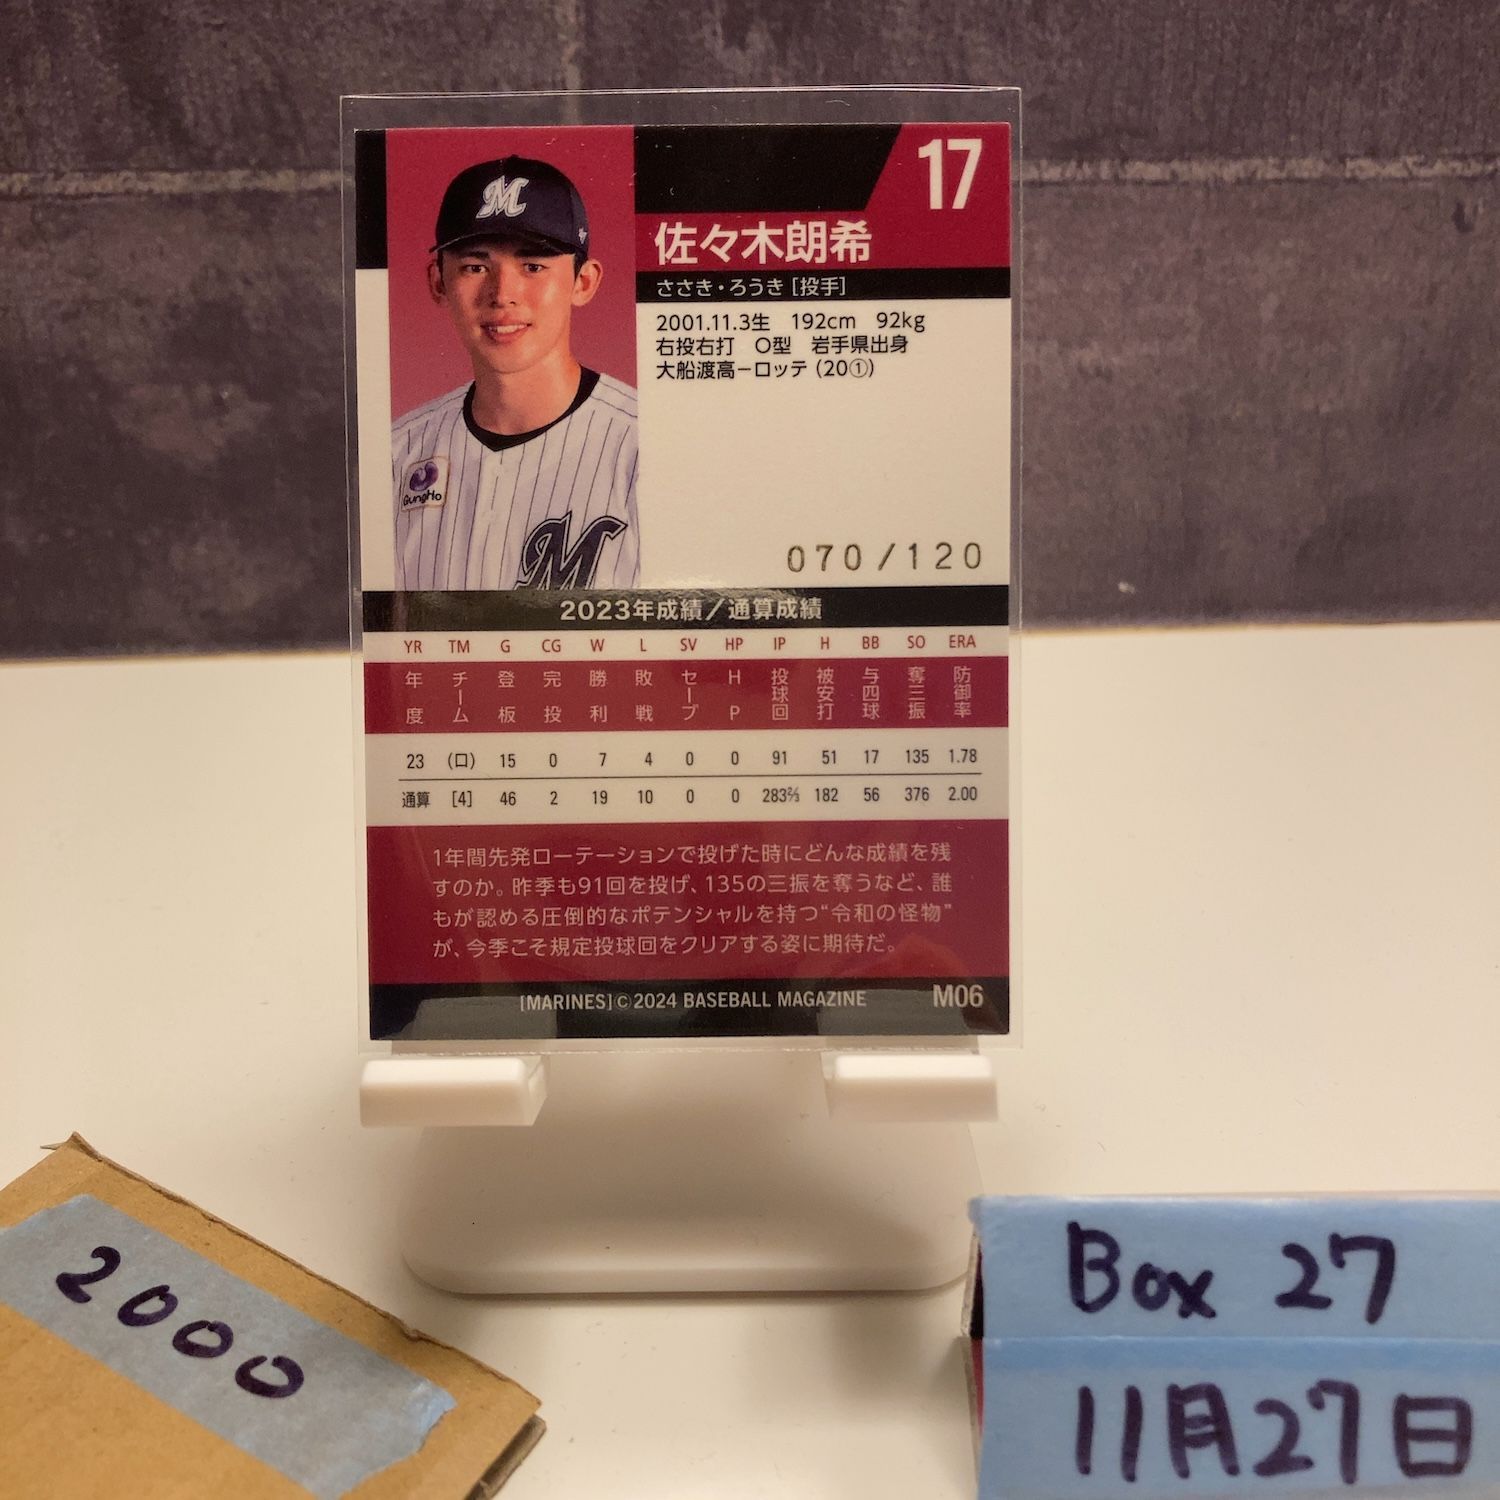 M
17
佐々木朗希
ささき・ろうき [投手]
2001.11.3生 192cm 92kg
右投右打 O型 岩手県出身
大船渡高－ロッテ (20①)
GungHo
M
070/120
2023年成績／通算成績
YR TM G CG W L SV HP IP H BB SO ERA
年度 チーム 登板 完投 勝利 敗戦 セーブ HP 投球回 被安打 与四球 奪三振 防御率
23 (ロ) 15 0 7 4 0 0 91 51 17 135 1.78
通算 [4] 46 2 19 10 0 0 283⅔ 182 56 376 2.00
1年間先発ローテーションで投げた時にどんな成績を残
すのか。昨季も91回を投げ、135の三振を奪うなど、誰
もが認める圧倒的なポテンシャルを持つ“令和の怪物”
が、今季こそ規定投球回をクリアする姿に期待だ。
[MARINES]©2024 BASEBALL MAGAZINE M06
2000
Box 27
11月27日